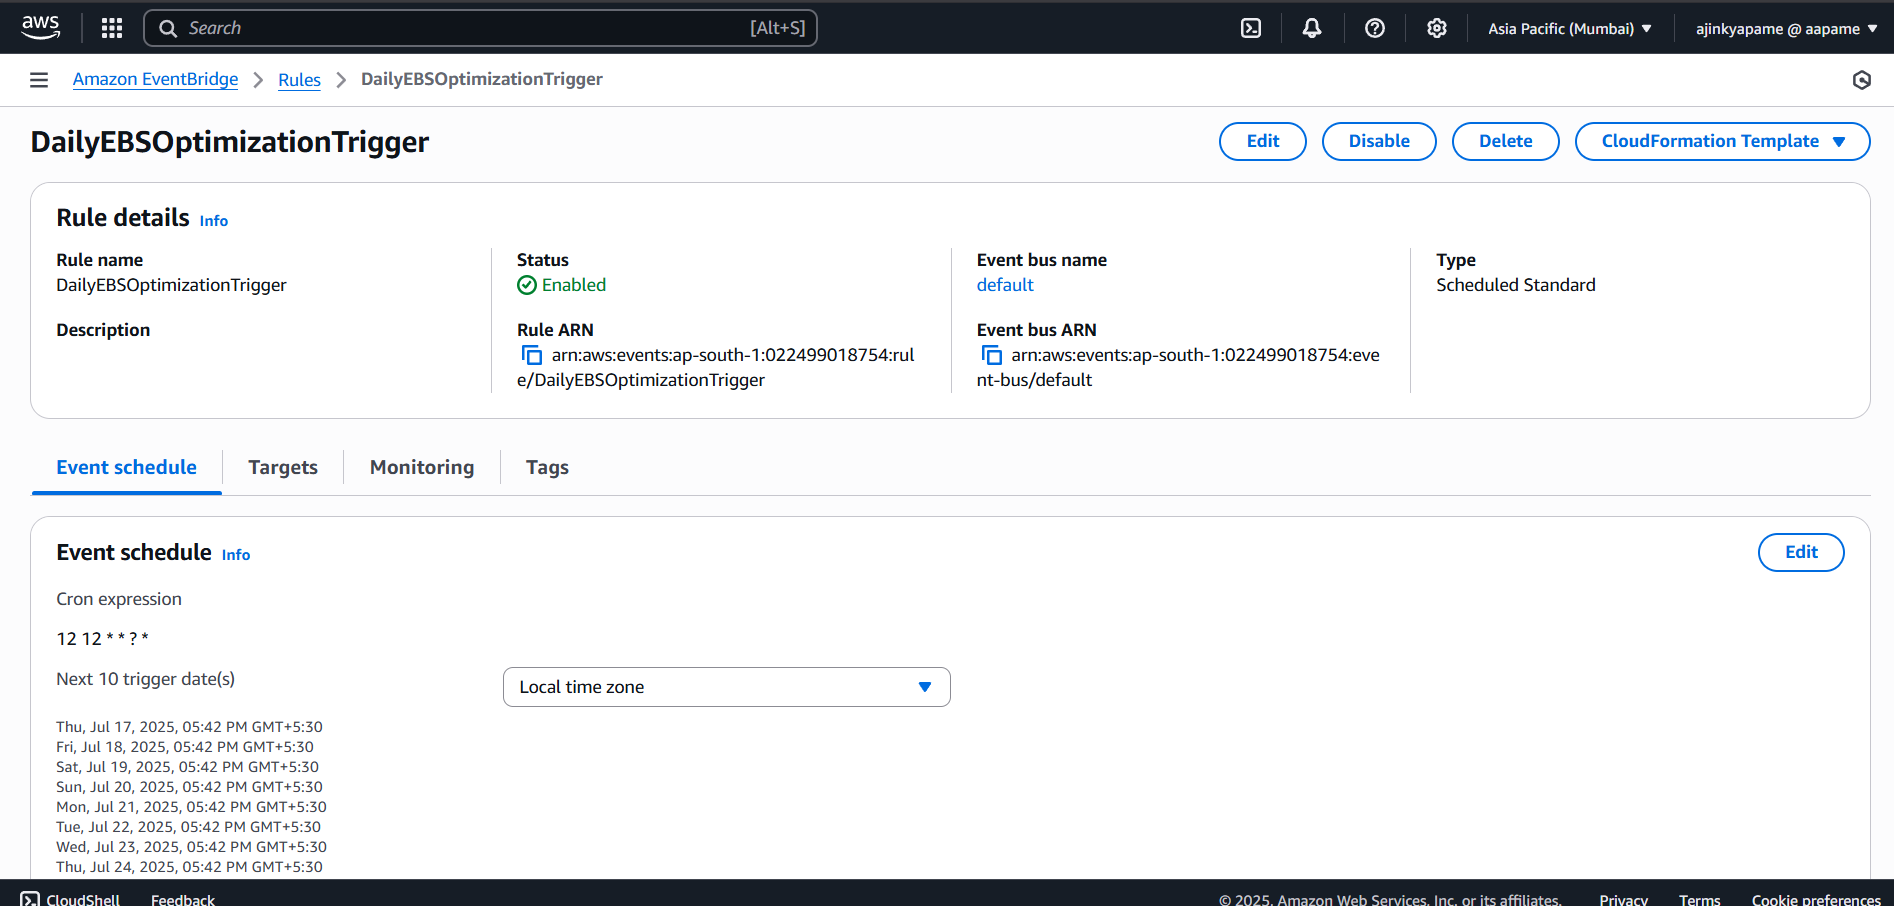 aws
Search [Alt+S]
Asia Pacific (Mumbai)
ajinkyapame @ aapame
Amazon EventBridge
Rules
DailyEBSOptimizationTrigger
DailyEBSOptimizationTrigger
Edit
Disable
Delete
CloudFormation Template
Rule details Info
Rule name
DailyEBSOptimizationTrigger
Description
Status
Enabled
Rule ARN
arn:aws:events:ap-south-1:022499018754:rul
e/DailyEBSOptimizationTrigger
Event bus name
default
Event bus ARN
arn:aws:events:ap-south-1:022499018754:eve
nt-bus/default
Type
Scheduled Standard
Event schedule
Targets
Monitoring
Tags
Event schedule Info
Edit
Cron expression
12 12 * * ? *
Next 10 trigger date(s)
Local time zone
Thu, Jul 17, 2025, 05:42 PM GMT+5:30
Fri, Jul 18, 2025, 05:42 PM GMT+5:30
Sat, Jul 19, 2025, 05:42 PM GMT+5:30
Sun, Jul 20, 2025, 05:42 PM GMT+5:30
Mon, Jul 21, 2025, 05:42 PM GMT+5:30
Tue, Jul 22, 2025, 05:42 PM GMT+5:30
Wed, Jul 23, 2025, 05:42 PM GMT+5:30
Thu, Jul 24, 2025, 05:42 PM GMT+5:30
CloudShell
Feedback
© 2025, Amazon Web Services, Inc. or its affiliates.
Privacy
Terms
Cookie preferences